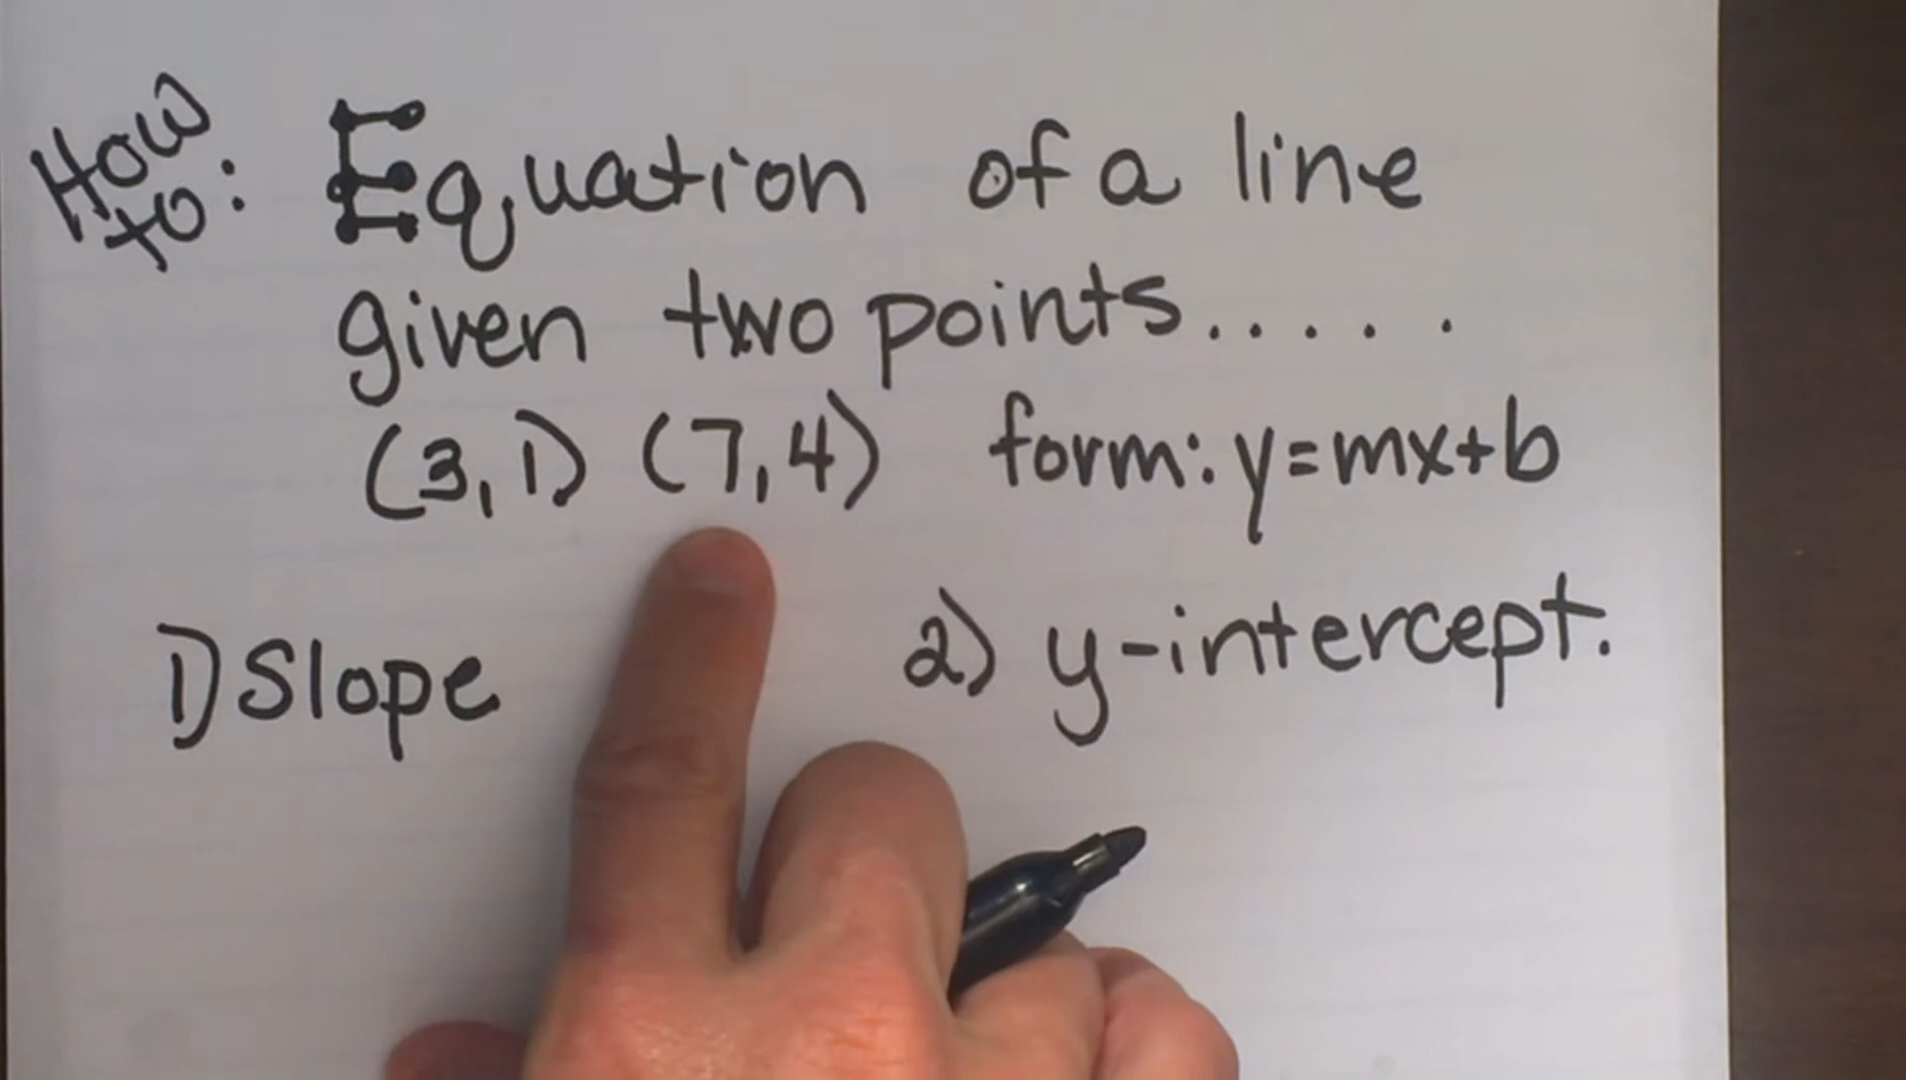 How to: Equation of a line
given two points.....
(3,1) (7,4) form: y=mx+b
1) Slope 2) y-intercept.